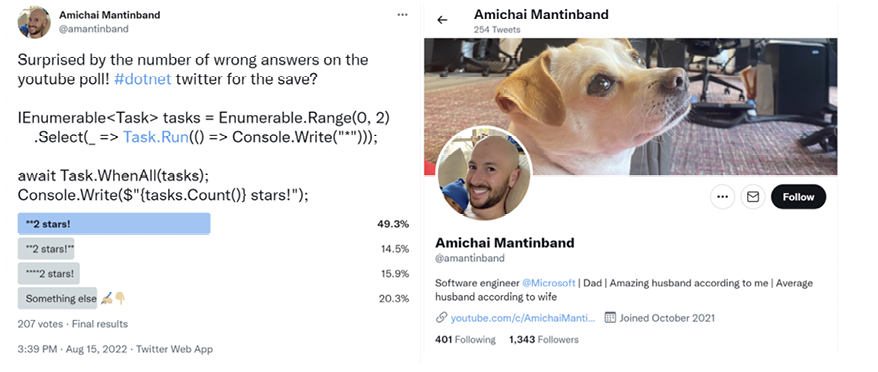 Amichai Mantinband
@amantinband
Surprised by the number of wrong answers on the
youtube poll! #dotnet twitter for the save?
IEnumerable<Task> tasks = Enumerable.Range(0, 2)
.Select(_ => Task.Run(() => Console.Write("*")));
await Task.WhenAll(tasks);
Console.Write($"{tasks.Count()} stars!");
**2 stars! 49.3%
**2 stars!** 14.5%
****2 stars! 15.9%
Something else ✍🏼👇🏼 20.3%
207 votes · Final results
3:39 PM · Aug 15, 2022 · Twitter Web App
Amichai Mantinband
254 Tweets
Follow
Amichai Mantinband
@amantinband
Software engineer @Microsoft | Dad | Amazing husband according to me | Average
husband according to wife
youtube.com/c/AmichaiManti... Joined October 2021
401 Following 1,343 Followers